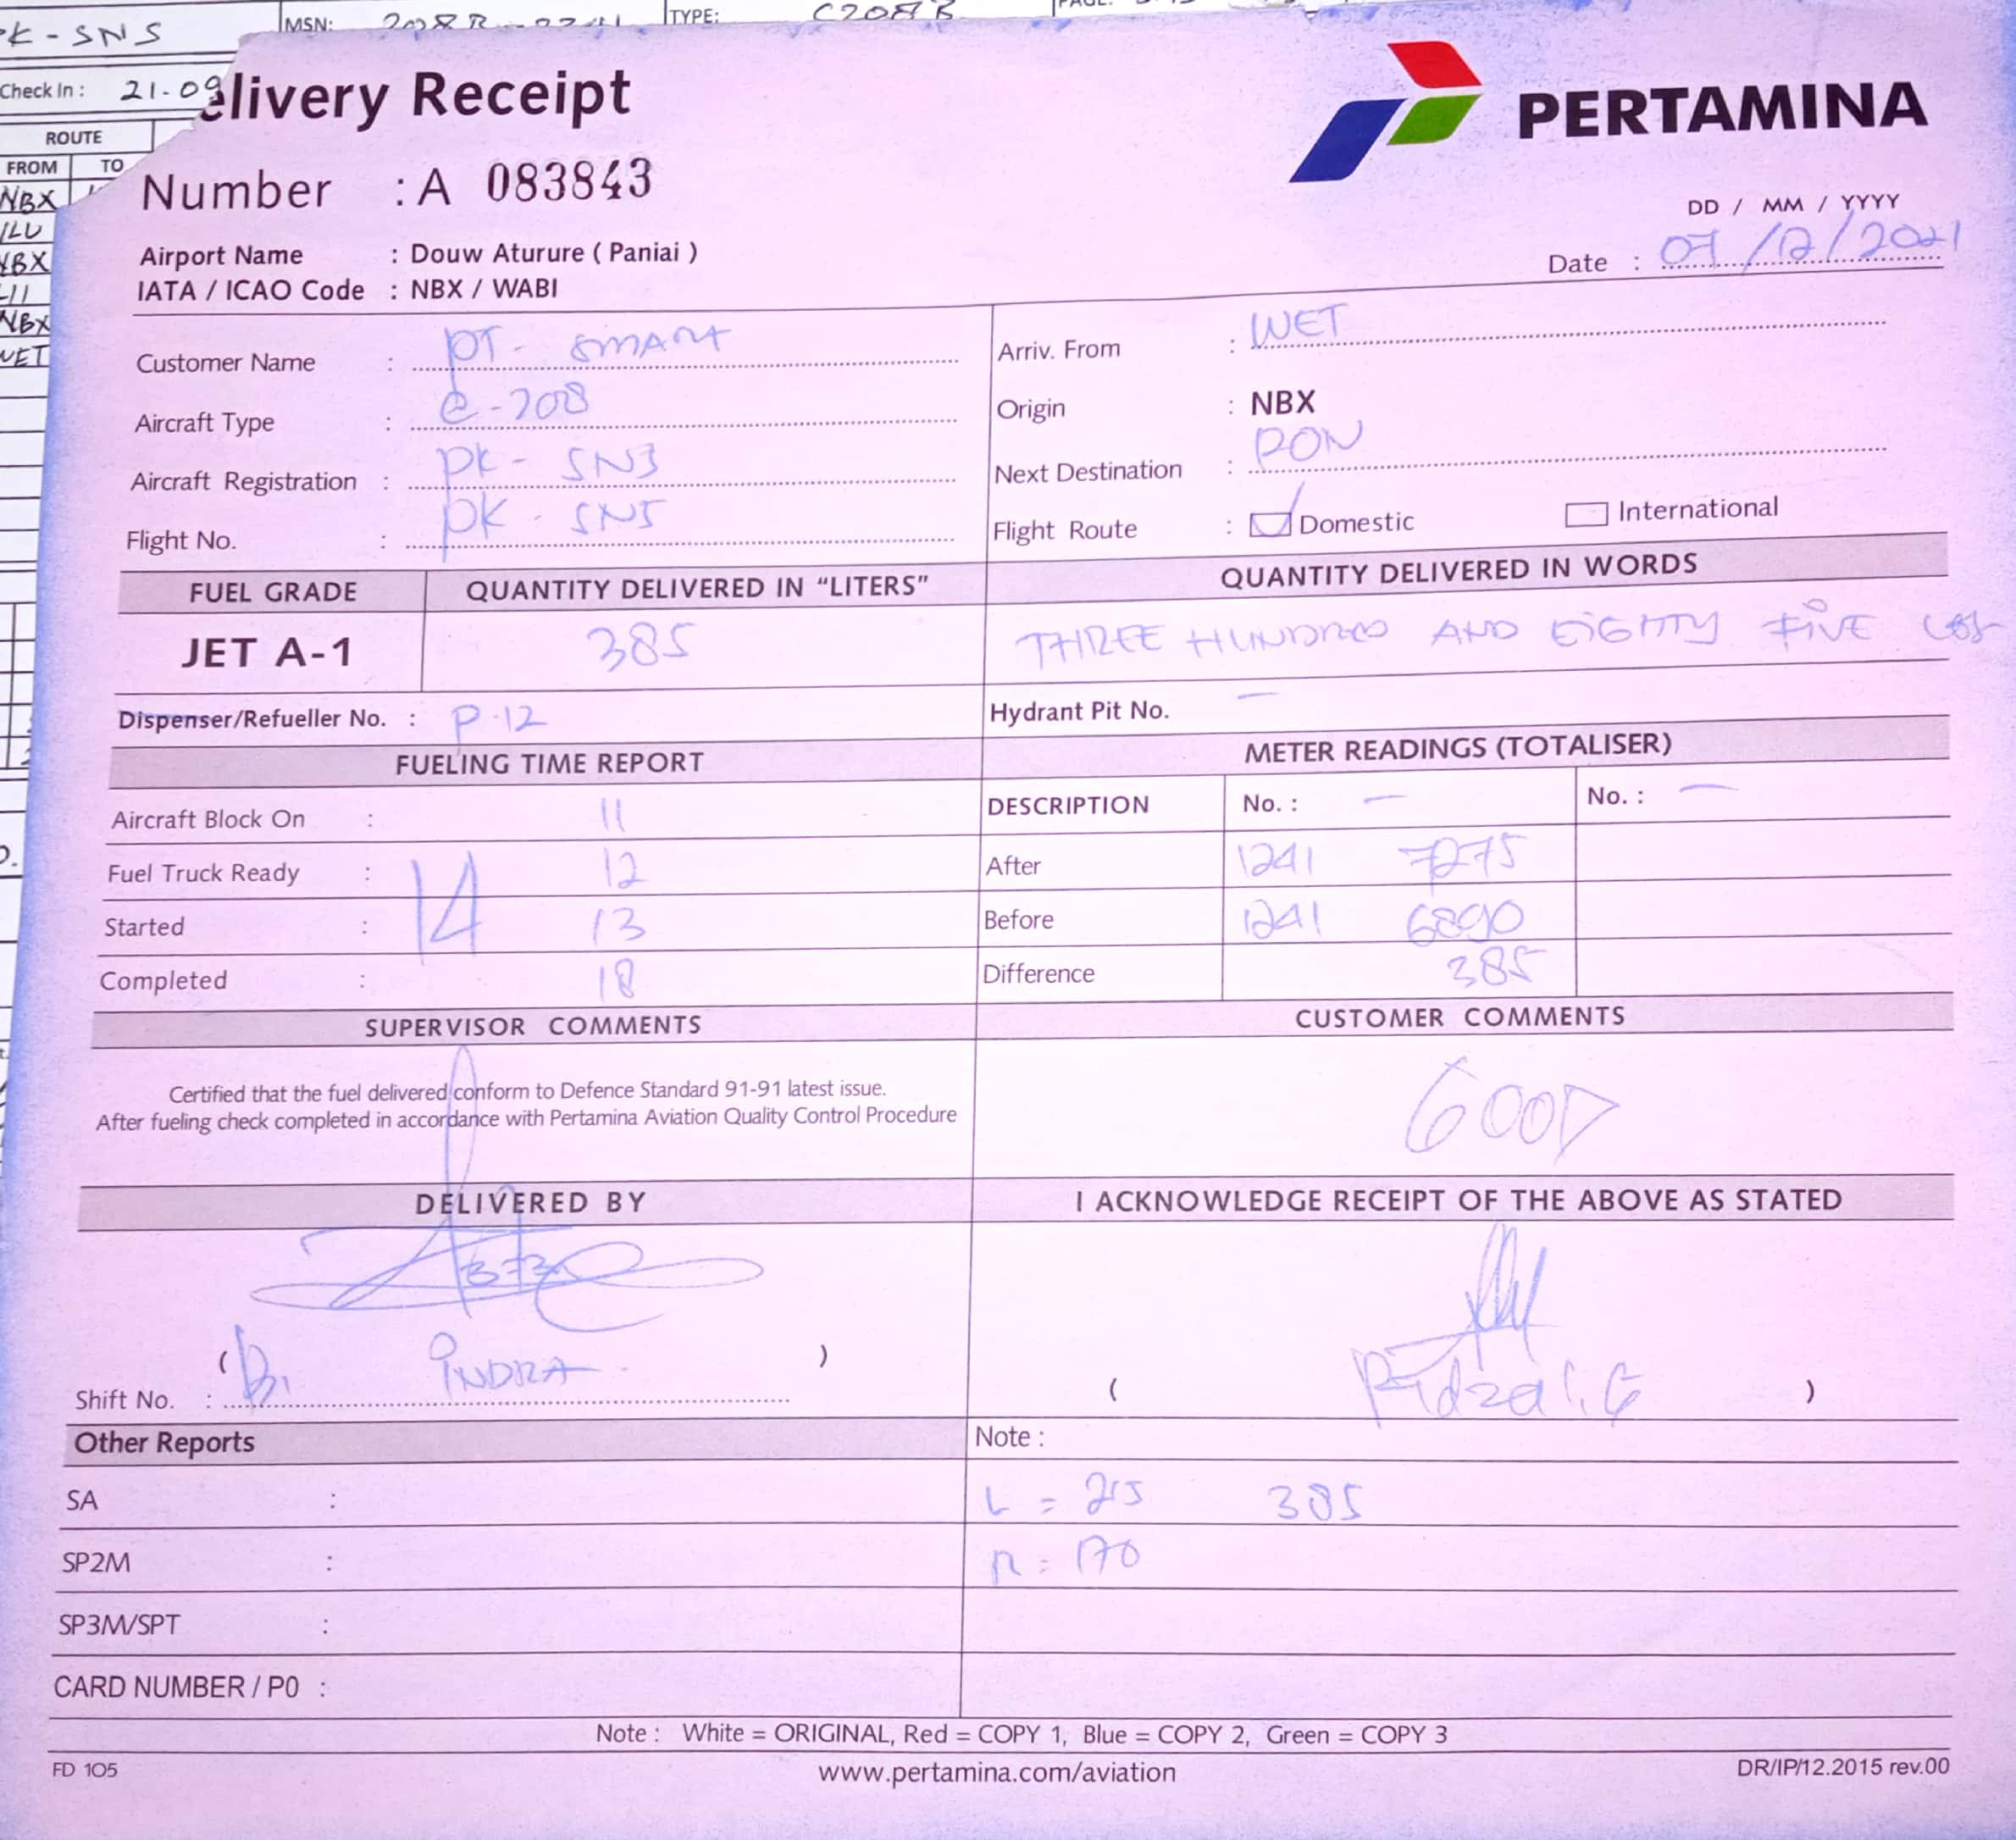 PK - SNS MSN: TYPE: C208B
Check In : 21-09
ROUTE
FROM TO
NBX
ILU
NBX
NBX
WET
elivery Receipt
PERTAMINA
Number : A 083843
DD / MM / YYYY
Date : 07/12/2021
Airport Name : Douw Aturure ( Paniai )
IATA / ICAO Code : NBX / WABI
Customer Name : PT - SMART
Arriv. From : WET
Aircraft Type : C-208
Origin : NBX
Aircraft Registration : PK - SNS
Next Destination : RON
Flight No. : PK - SNS
Flight Route : Domestic International
FUEL GRADE QUANTITY DELIVERED IN “LITERS” QUANTITY DELIVERED IN WORDS
JET A-1 385 THREE HUNDRED AND EIGHTY FIVE
Dispenser/Refueller No. : P-12 Hydrant Pit No. —
FUELING TIME REPORT METER READINGS (TOTALISER)
Aircraft Block On : 11 DESCRIPTION No. : — No. : —
Fuel Truck Ready : 14 12 After 1241 7275
Started : 13 Before 1241 6890
Completed : 18 Difference 385
SUPERVISOR COMMENTS CUSTOMER COMMENTS
Certified that the fuel delivered conform to Defence Standard 91-91 latest issue.
After fueling check completed in accordance with Pertamina Aviation Quality Control Procedure
GOOD
DELIVERED BY I ACKNOWLEDGE RECEIPT OF THE ABOVE AS STATED
( INDRA )
Shift No. :
( )
Other Reports Note :
SA : L = 215 385
SP2M : R = 170
SP3M/SPT :
CARD NUMBER / P0 :
Note : White = ORIGINAL, Red = COPY 1, Blue = COPY 2, Green = COPY 3
FD 105 www.pertamina.com/aviation DR/IP/12.2015 rev.00